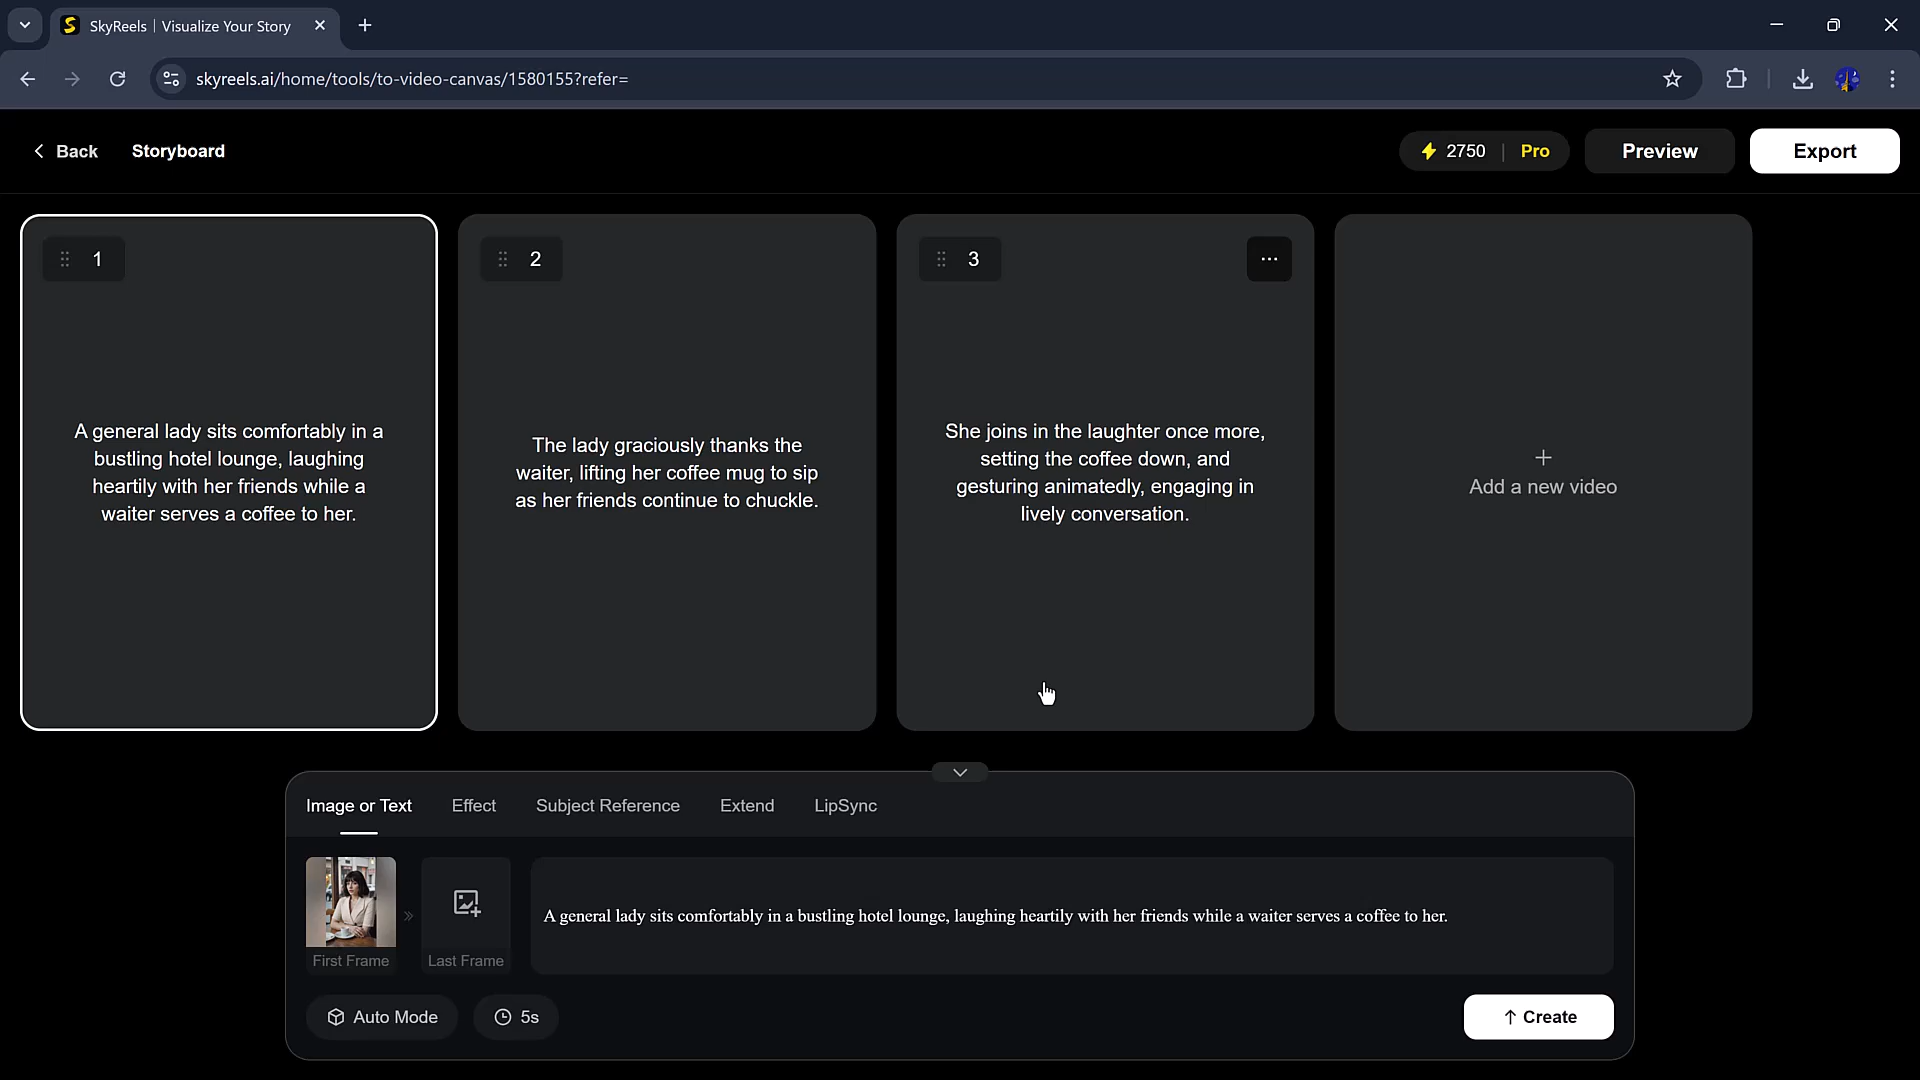 SkyReels | Visualize Your Story
skyreels.ai/home/tools/to-video-canvas/1580155?refer=
Back
Storyboard
2750 | Pro
Preview
Export
1
A general lady sits comfortably in a
bustling hotel lounge, laughing
heartily with her friends while a
waiter serves a coffee to her.
2
The lady graciously thanks the
waiter, lifting her coffee mug to sip
as her friends continue to chuckle.
3
She joins in the laughter once more,
setting the coffee down, and
gesturing animatedly, engaging in
lively conversation.
Add a new video
Image or Text
Effect
Subject Reference
Extend
LipSync
First Frame
Last Frame
A general lady sits comfortably in a bustling hotel lounge, laughing heartily with her friends while a waiter serves a coffee to her.
Auto Mode
5s
Create